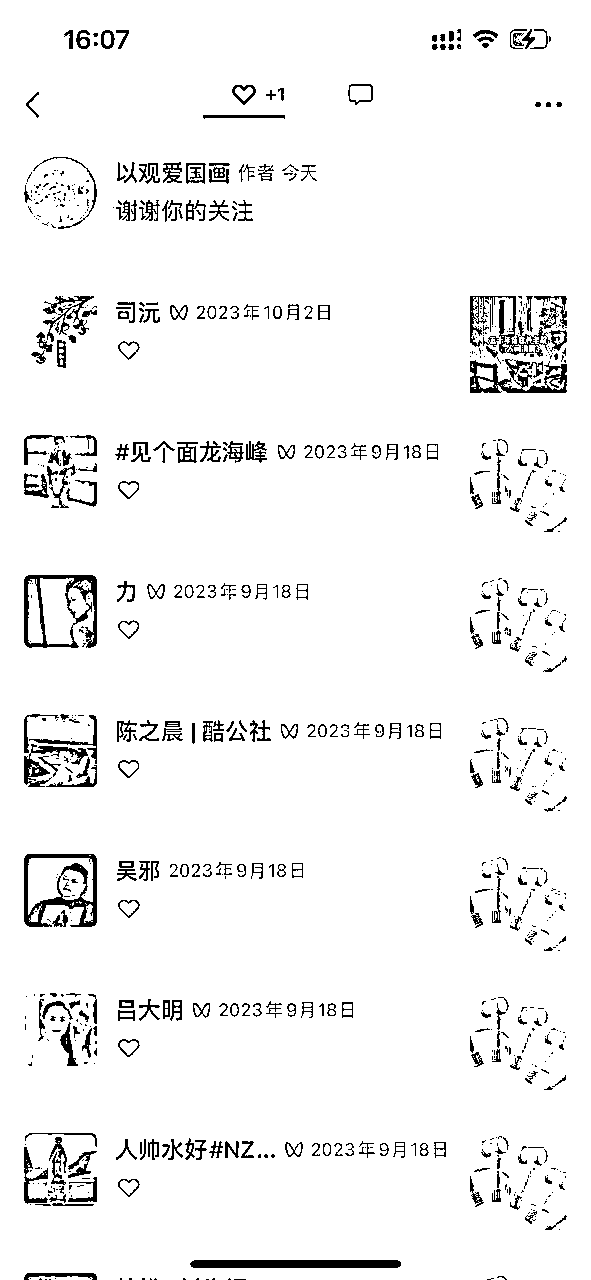 16:07
+1
以观爱国画 作者 今天
谢谢你的关注
司沅 2023年10月2日
#见个面龙海峰 2023年9月18日
力 2023年9月18日
陈之晨 | 酷公社 2023年9月18日
吴邪 2023年9月18日
吕大明 2023年9月18日
人帅水好#NZ... 2023年9月18日